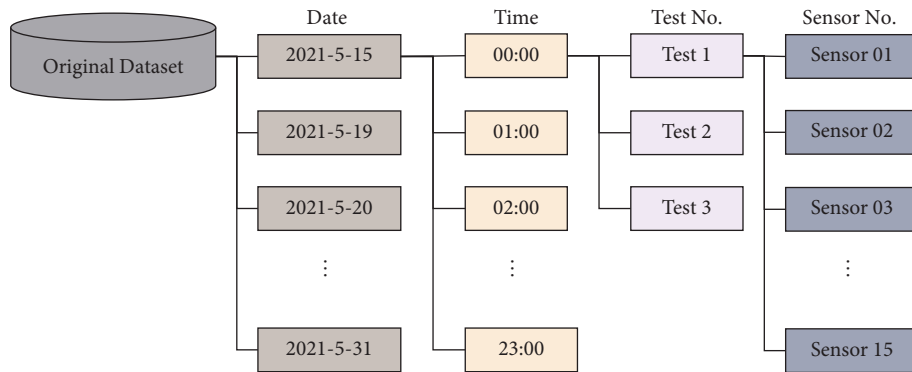 Date Time Test No. Sensor No.
Original Dataset 2021-5-15 00:00 Test 1 Sensor 01
2021-5-19 01:00 Test 2 Sensor 02
2021-5-20 02:00 Test 3 Sensor 03
⋮ ⋮ ⋮
2021-5-31 23:00 Sensor 15